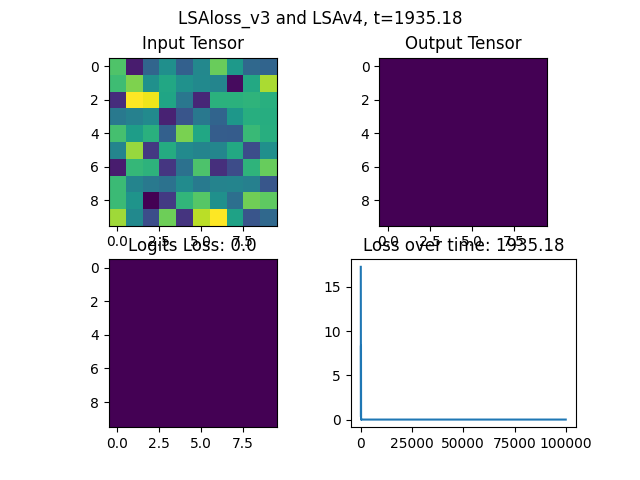 LSAloss_v3 and LSAv4, t=1935.18
Input Tensor
Output Tensor
0
2
4
6
8
0.0 2.5 5.0 7.5
0
2
4
6
8
0.0 2.5 5.0 7.5
Logits Loss: 0.0
Loss over time: 1935.18
0
2
4
6
8
0.0 2.5 5.0 7.5
15
10
5
0
0 25000 50000 75000 100000